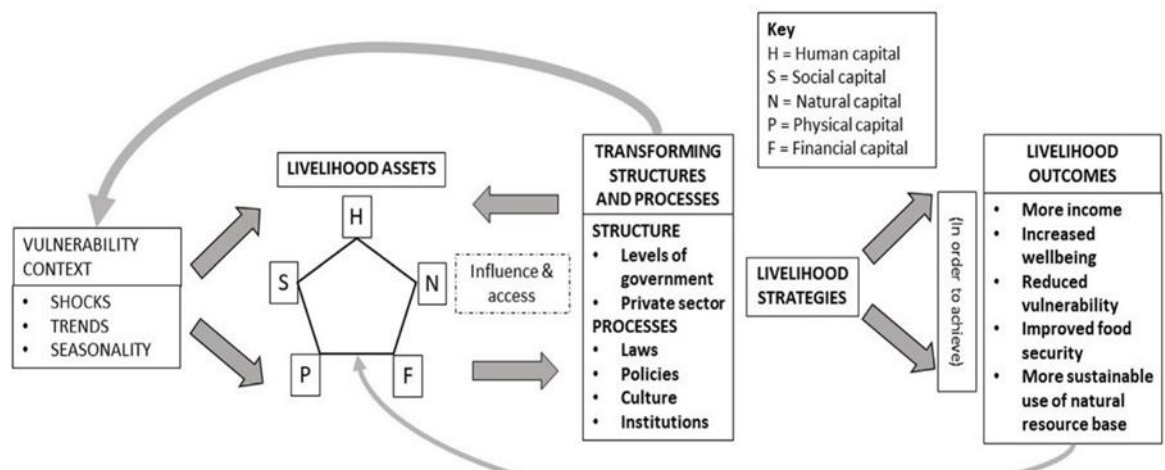 Key
H = Human capital
S = Social capital
N = Natural capital
P = Physical capital
F = Financial capital
VULNERABILITY
CONTEXT
• SHOCKS
• TRENDS
• SEASONALITY
LIVELIHOOD ASSETS
H
S
N
P
F
Influence &
access
TRANSFORMING
STRUCTURES
AND PROCESSES
STRUCTURE
• Levels of
government
• Private sector
PROCESSES
• Laws
• Policies
• Culture
• Institutions
LIVELIHOOD
STRATEGIES
(In order to achieve)
LIVELIHOOD
OUTCOMES
• More income
• Increased
wellbeing
• Reduced
vulnerability
• Improved food
security
• More sustainable
use of natural
resource base